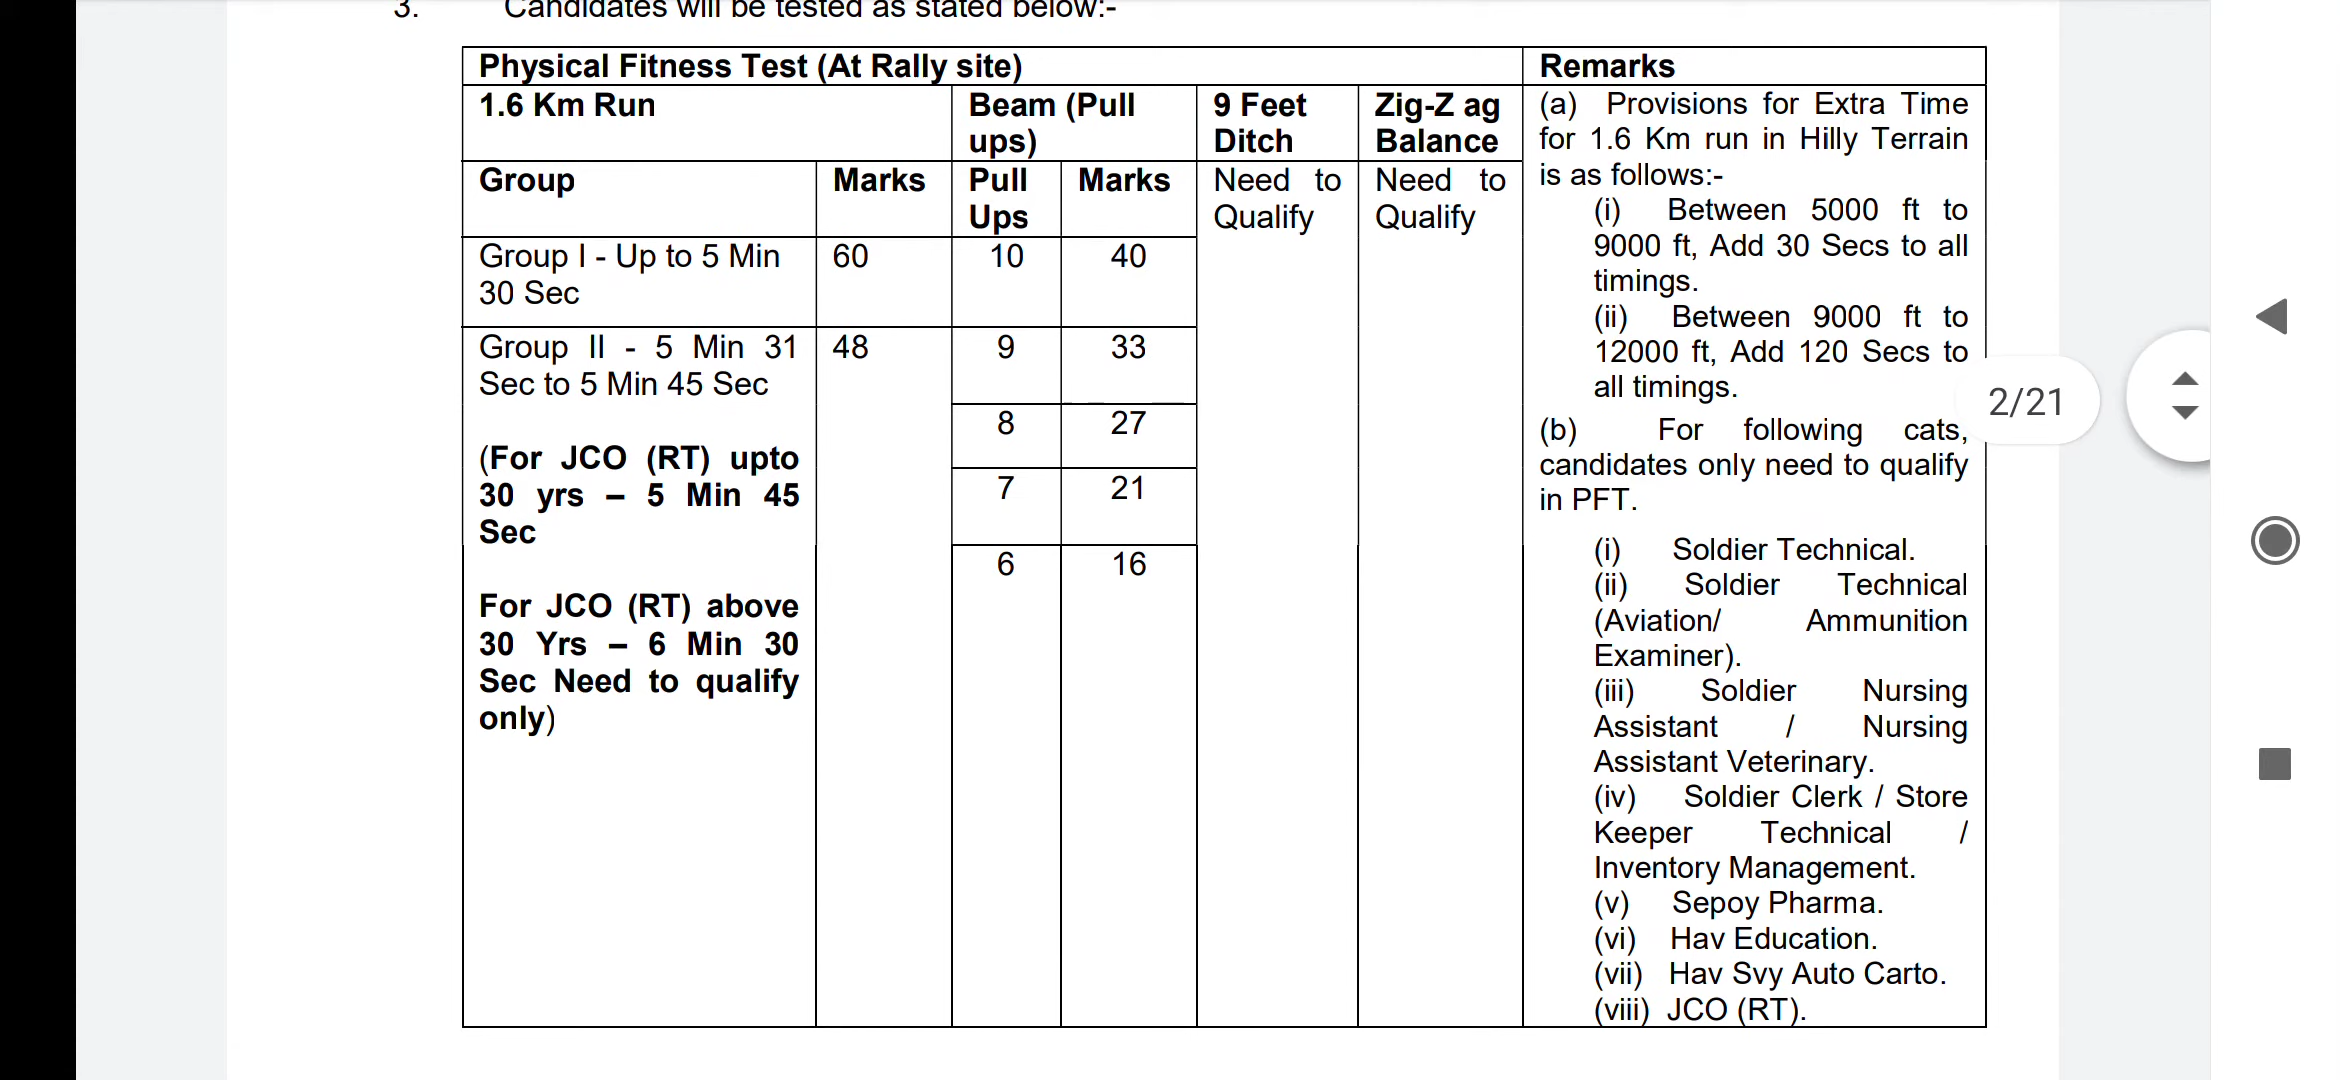 3. Candidates will be tested as stated below:-
Physical Fitness Test (At Rally site)
Remarks
1.6 Km Run
Beam (Pull
ups)
9 Feet
Ditch
Zig-Z ag
Balance
Group
Marks
Pull
Ups
Marks
Need to
Qualify
Need to
Qualify
Group I - Up to 5 Min
30 Sec
60
10
40
Group II - 5 Min 31
Sec to 5 Min 45 Sec
48
9
33
(For JCO (RT) upto
30 yrs – 5 Min 45
Sec
For JCO (RT) above
30 Yrs – 6 Min 30
Sec Need to qualify
only)
8
27
7
21
6
16
(a) Provisions for Extra Time
for 1.6 Km run in Hilly Terrain
is as follows:-
(i) Between 5000 ft to
9000 ft, Add 30 Secs to all
timings.
(ii) Between 9000 ft to
12000 ft, Add 120 Secs to
all timings.
(b) For following cats,
candidates only need to qualify
in PFT.
(i) Soldier Technical.
(ii) Soldier Technical
(Aviation/ Ammunition
Examiner).
(iii) Soldier Nursing
Assistant / Nursing
Assistant Veterinary.
(iv) Soldier Clerk / Store
Keeper Technical /
Inventory Management.
(v) Sepoy Pharma.
(vi) Hav Education.
(vii) Hav Svy Auto Carto.
(viii) JCO (RT).
2/21